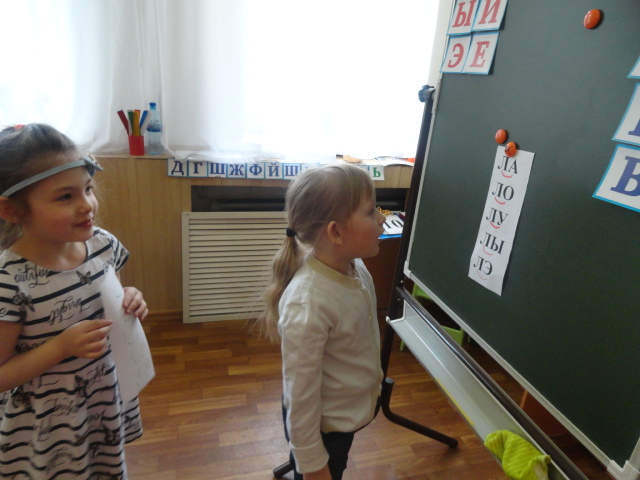 Ы И
Э Е
ЛА
ЛО
ЛУ
ЛЫ
ЛЭ
Д Г Ш Ж Ф Й Ш
Ь